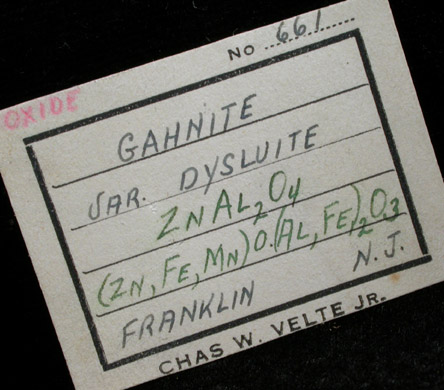 No 661
OXIDE
GAHNITE
VAR. DYSLUITE
ZNAL2O4
(ZN, FE, MN)O.(AL, FE)2O3
FRANKLIN N.J.
CHAS W. VELTE JR.